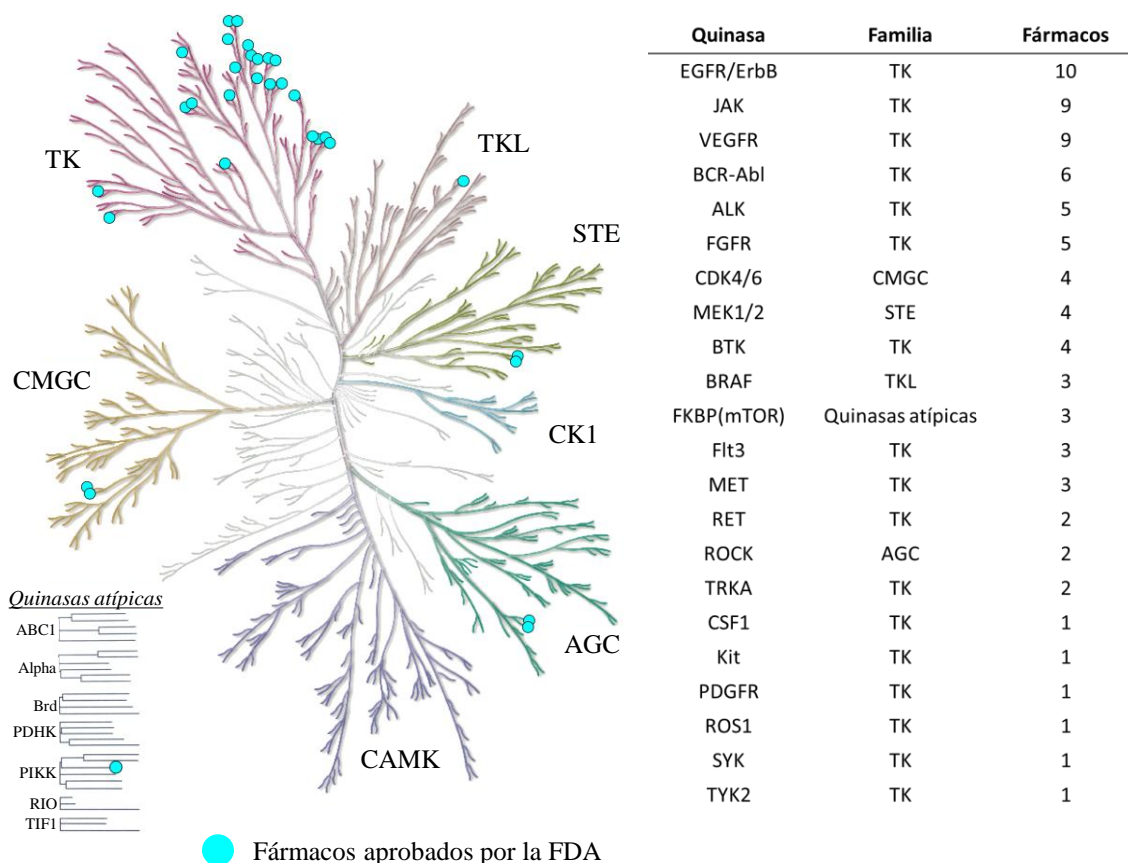 TK
TKL
STE
CMGC
CK1
AGC
CAMK
Quinasas atípicas
ABC1
Alpha
Brd
PDHK
PIKK
RIO
TIF1
Fármacos aprobados por la FDA
Quinasa Familia Fármacos
EGFR/ErbB TK 10
JAK TK 9
VEGFR TK 9
BCR-Abl TK 6
ALK TK 5
FGFR TK 5
CDK4/6 CMGC 4
MEK1/2 STE 4
BTK TK 4
BRAF TKL 3
FKBP(mTOR) Quinasas atípicas 3
Flt3 TK 3
MET TK 3
RET TK 2
ROCK AGC 2
TRKA TK 2
CSF1 TK 1
Kit TK 1
PDGFR TK 1
ROS1 TK 1
SYK TK 1
TYK2 TK 1